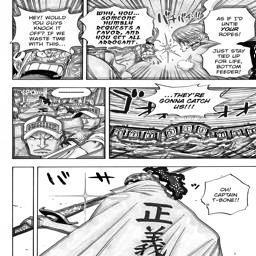 HEY! WOULD
YOU GUYS
KNOCK IT
OFF? IF
WE WASTE
TIME WITH
THIS...
WHY, YOU...
SOMEONE
HUMBLY
REQUESTS A
FAVOR, AND
YOU GET ALL
ARROGANT.
AS IF I'D
UNTIE
YOUR
ROPES!
JUST STAY
TIED UP
FOR LIFE,
BOTTOM
FEEDER!
...THEY'RE
GONNA CATCH
US!!!
OH!
CAPTAIN
T-BONE!!
正義